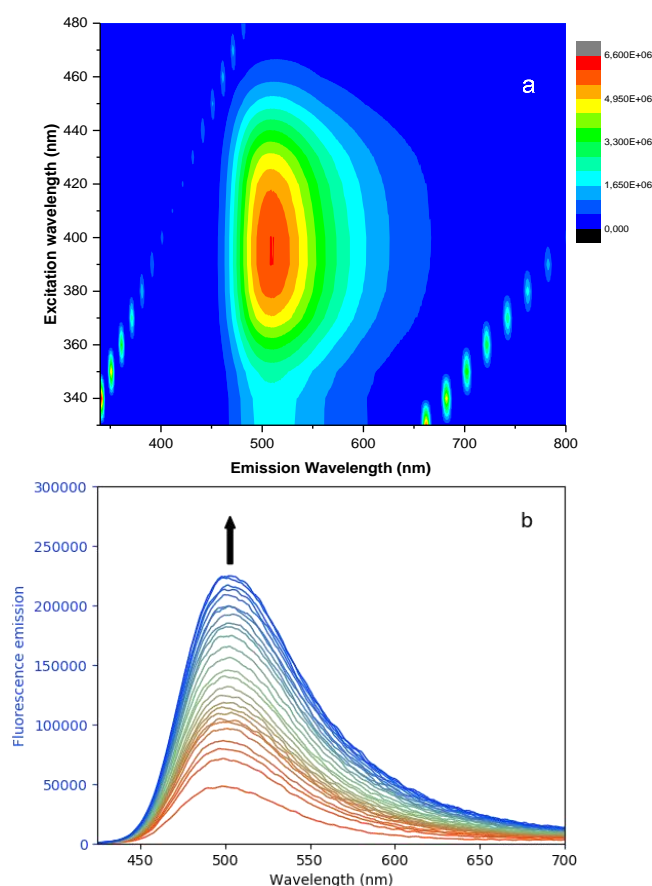 480
460
440
420
400
380
360
340
Excitation wavelength (nm)
a
6,600E+06
4,950E+06
3,300E+06
1,650E+06
0,000
400 500 600 700 800
Emission Wavelength (nm)
300000
250000
200000
150000
100000
50000
0
Fluorescence emission
b
450 500 550 600 650 700
Wavelength (nm)